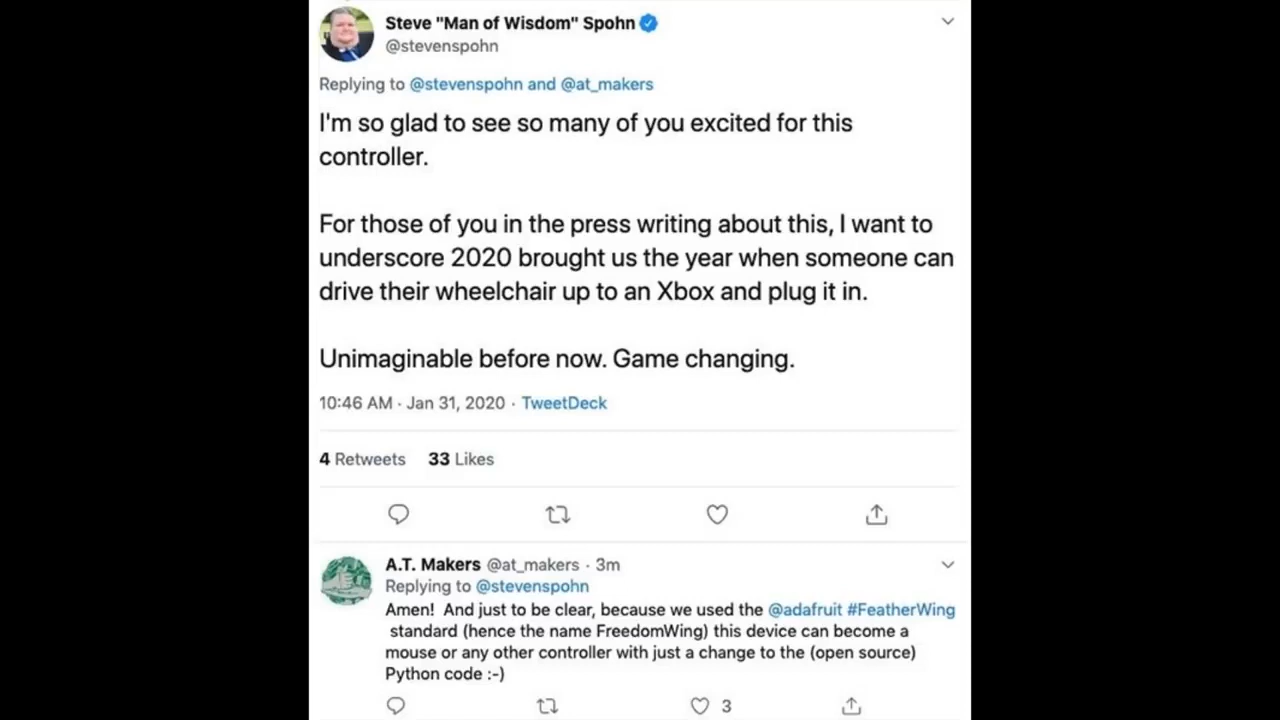 Steve "Man of Wisdom" Spohn
@stevenspohn
Replying to @stevenspohn and @at_makers
I'm so glad to see so many of you excited for this
controller.
For those of you in the press writing about this, I want to
underscore 2020 brought us the year when someone can
drive their wheelchair up to an Xbox and plug it in.
Unimaginable before now. Game changing.
10:46 AM · Jan 31, 2020 · TweetDeck
4 Retweets 33 Likes
A.T. Makers @at_makers · 3m
Replying to @stevenspohn
Amen! And just to be clear, because we used the @adafruit #FeatherWing
standard (hence the name FreedomWing) this device can become a
mouse or any other controller with just a change to the (open source)
Python code :-)
3